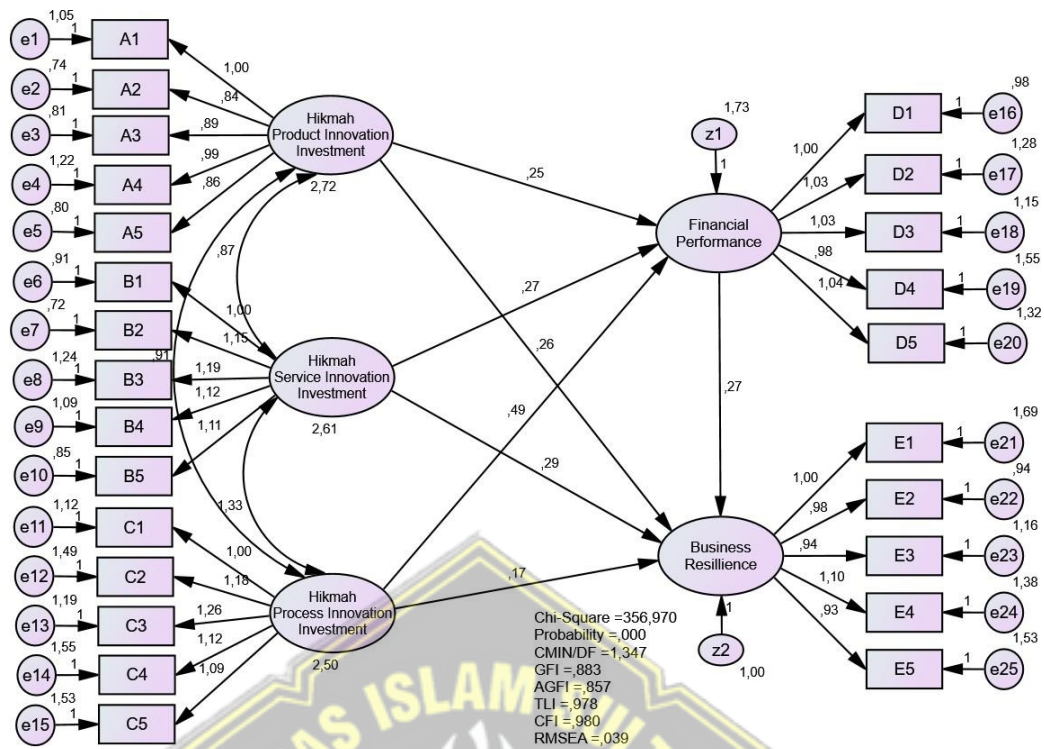 1,05
e1
1
A1
,74
e2
1
A2
,81
e3
1
A3
1,22
e4
1
A4
,80
e5
1
A5
,91
e6
1
B1
,72
e7
1
B2
1,24
e8
1
B3
1,09
e9
1
B4
,85
e10
1
B5
1,12
e11
1
C1
1,49
e12
1
C2
1,19
e13
1
C3
1,55
e14
1
C4
1,53
e15
1
C5
1,00
,84
,89
,99
,86
Hikmah
Product Innovation
Investment
2,72
,87
,91
1,00
1,15
1,19
1,12
1,11
Hikmah
Service Innovation
Investment
2,61
1,33
1,00
1,18
1,26
1,12
1,09
Hikmah
Process Innovation
Investment
2,50
,25
,27
,26
,49
,29
,17
,27
1,73
z1
1
Financial
Performance
1,00
1,03
1,03
,98
1,04
D1
1
e16
,98
D2
1
e17
1,28
D3
1
e18
1,15
D4
1
e19
1,55
D5
1
e20
1,32
Business
Resillience
1
z2
1,00
1,00
,98
,94
1,10
,93
E1
1
e21
1,69
E2
1
e22
,94
E3
1
e23
1,16
E4
1
e24
1,38
E5
1
e25
1,53
Chi-Square =356,970
Probability =,000
CMIN/DF =1,347
GFI =,883
AGFI =,857
TLI =,978
CFI =,980
RMSEA =,039
AS ISLAM SUL